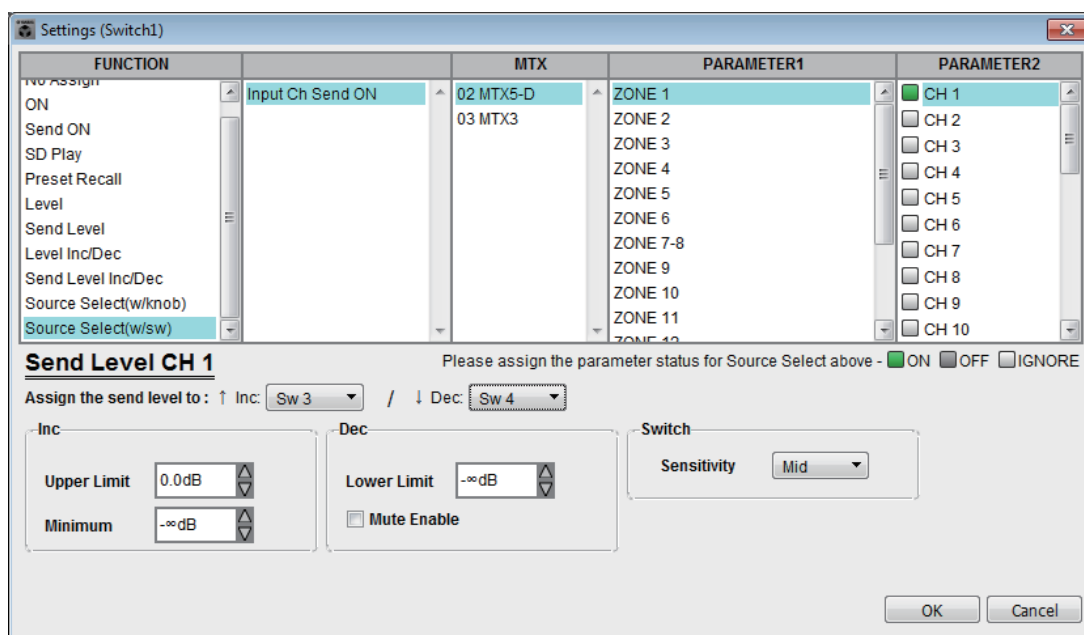 Settings (Switch1)
FUNCTION
MTX
PARAMETER1
PARAMETER2
No Assign
ON
Send ON
SD Play
Preset Recall
Level
Send Level
Level Inc/Dec
Send Level Inc/Dec
Source Select(w/knob)
Source Select(w/sw)
Input Ch Send ON
02 MTX5-D
03 MTX3
ZONE 1
ZONE 2
ZONE 3
ZONE 4
ZONE 5
ZONE 6
ZONE 7-8
ZONE 9
ZONE 10
ZONE 11
ZONE 12
CH 1
CH 2
CH 3
CH 4
CH 5
CH 6
CH 7
CH 8
CH 9
CH 10
Send Level CH 1
Please assign the parameter status for Source Select above - ON OFF IGNORE
Assign the send level to : ↑ Inc: Sw 3 / ↓ Dec: Sw 4
Inc
Upper Limit 0.0dB
Minimum -∞dB
Dec
Lower Limit -∞dB
Mute Enable
Switch
Sensitivity Mid
OK Cancel